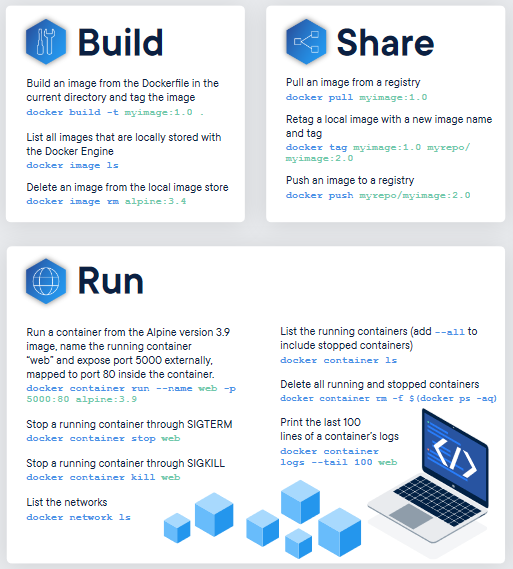 Build
Build an image from the Dockerfile in the
current directory and tag the image
docker build -t myimage:1.0 .
List all images that are locally stored with
the Docker Engine
docker image ls
Delete an image from the local image store
docker image rm alpine:3.4
Share
Pull an image from a registry
docker pull myimage:1.0
Retag a local image with a new image name
and tag
docker tag myimage:1.0 myrepo/
myimage:2.0
Push an image to a registry
docker push myrepo/myimage:2.0
Run
Run a container from the Alpine version 3.9
image, name the running container
“web” and expose port 5000 externally,
mapped to port 80 inside the container.
docker container run --name web -p
5000:80 alpine:3.9
Stop a running container through SIGTERM
docker container stop web
Stop a running container through SIGKILL
docker container kill web
List the networks
docker network ls
List the running containers (add --all to
include stopped containers)
docker container ls
Delete all running and stopped containers
docker container rm -f $(docker ps -aq)
Print the last 100
lines of a container’s logs
docker container
logs --tail 100 web
</>